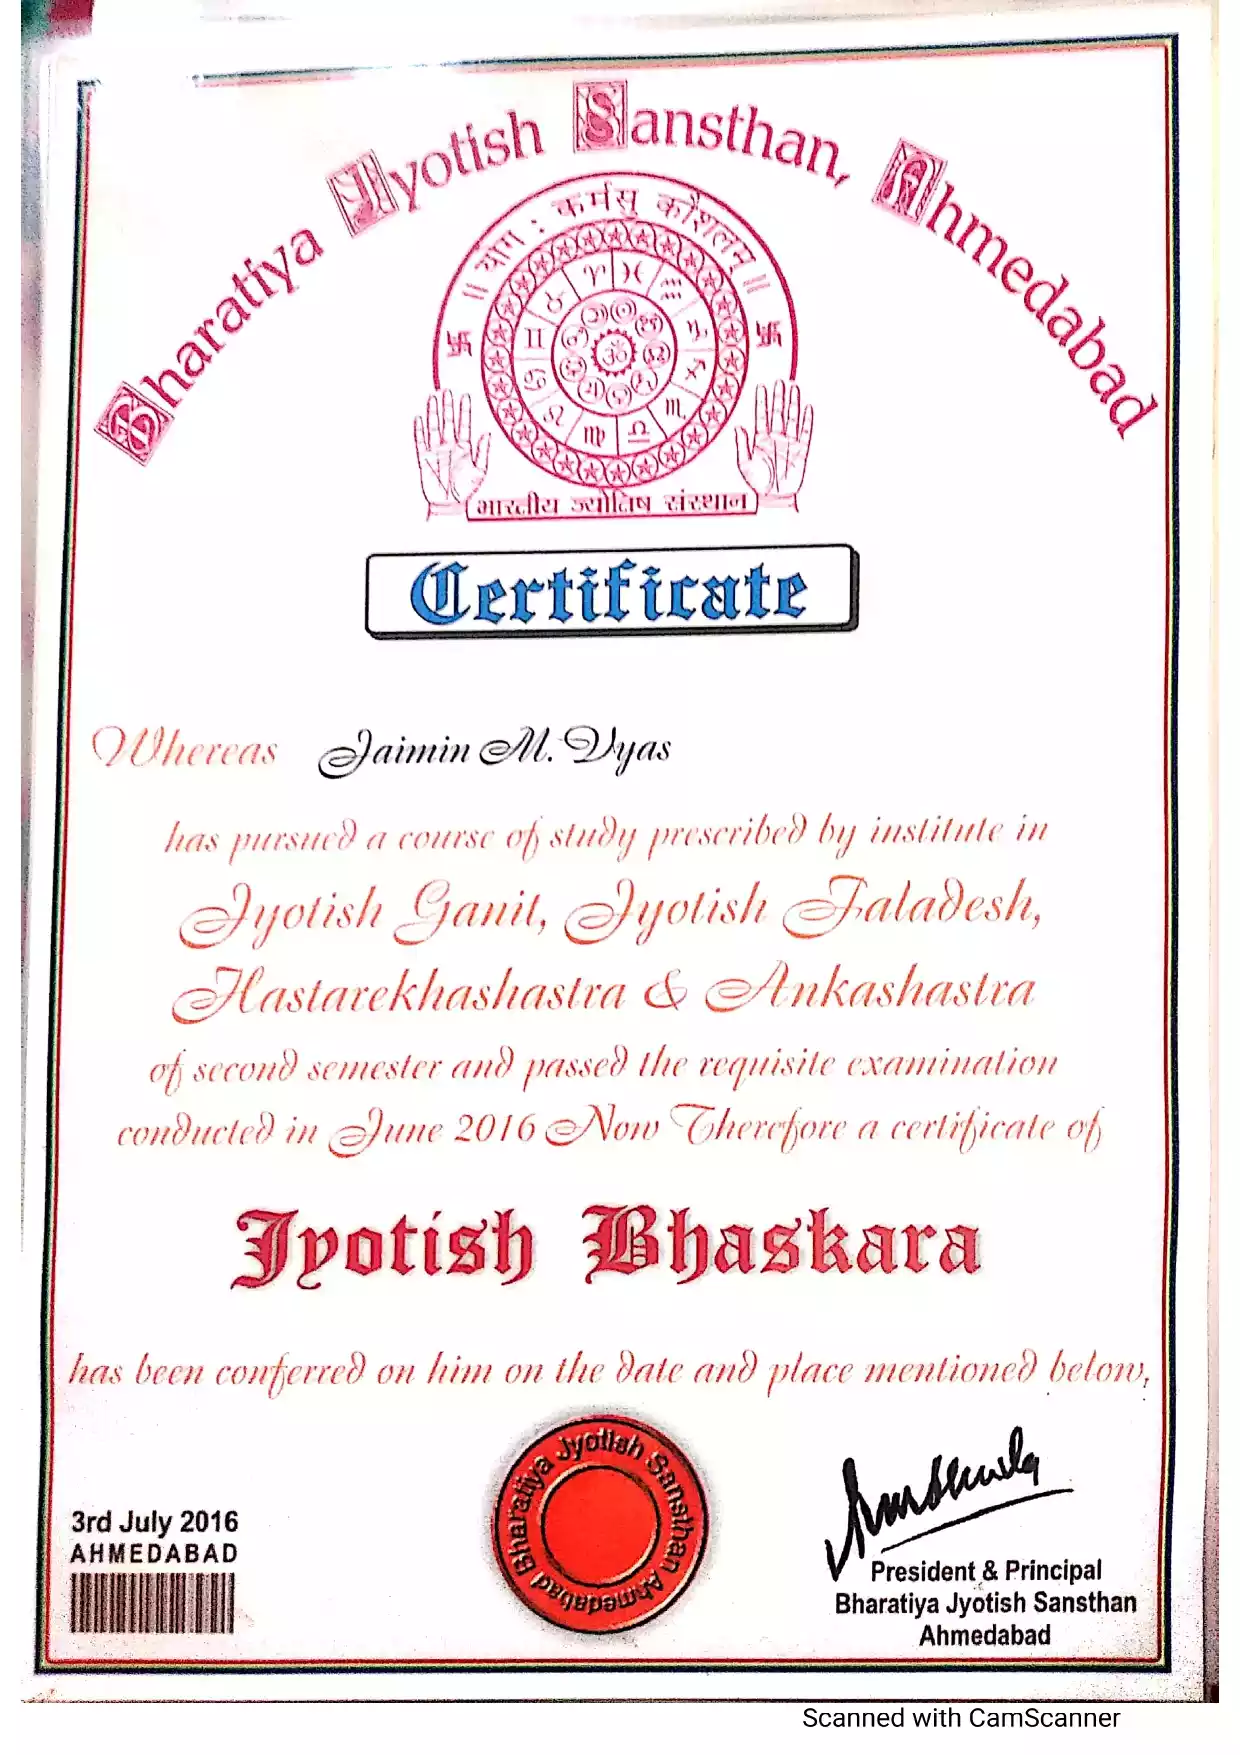 Bharatiya Jyotish Sansthan, Ahmedabad
॥ योग : कर्मसु कौशलम् ॥
ॐ
भारतीय ज्योतिष संस्थान
Certificate
Whereas Jaimin M. Vyas
has pursued a course of study prescribed by institute in
Jyotish Ganit, Jyotish Faladesh,
Hastarekhashastra & Ankashastra
of second semester and passed the requisite examination
conducted in June 2016 Now Therefore a certificate of
Jyotish Bhaskara
has been conferred on him on the date and place mentioned below,
Bharatiya Jyotish Sansthan Ahmedabad
3rd July 2016
AHMEDABAD
President & Principal
Bharatiya Jyotish Sansthan
Ahmedabad
Scanned with CamScanner